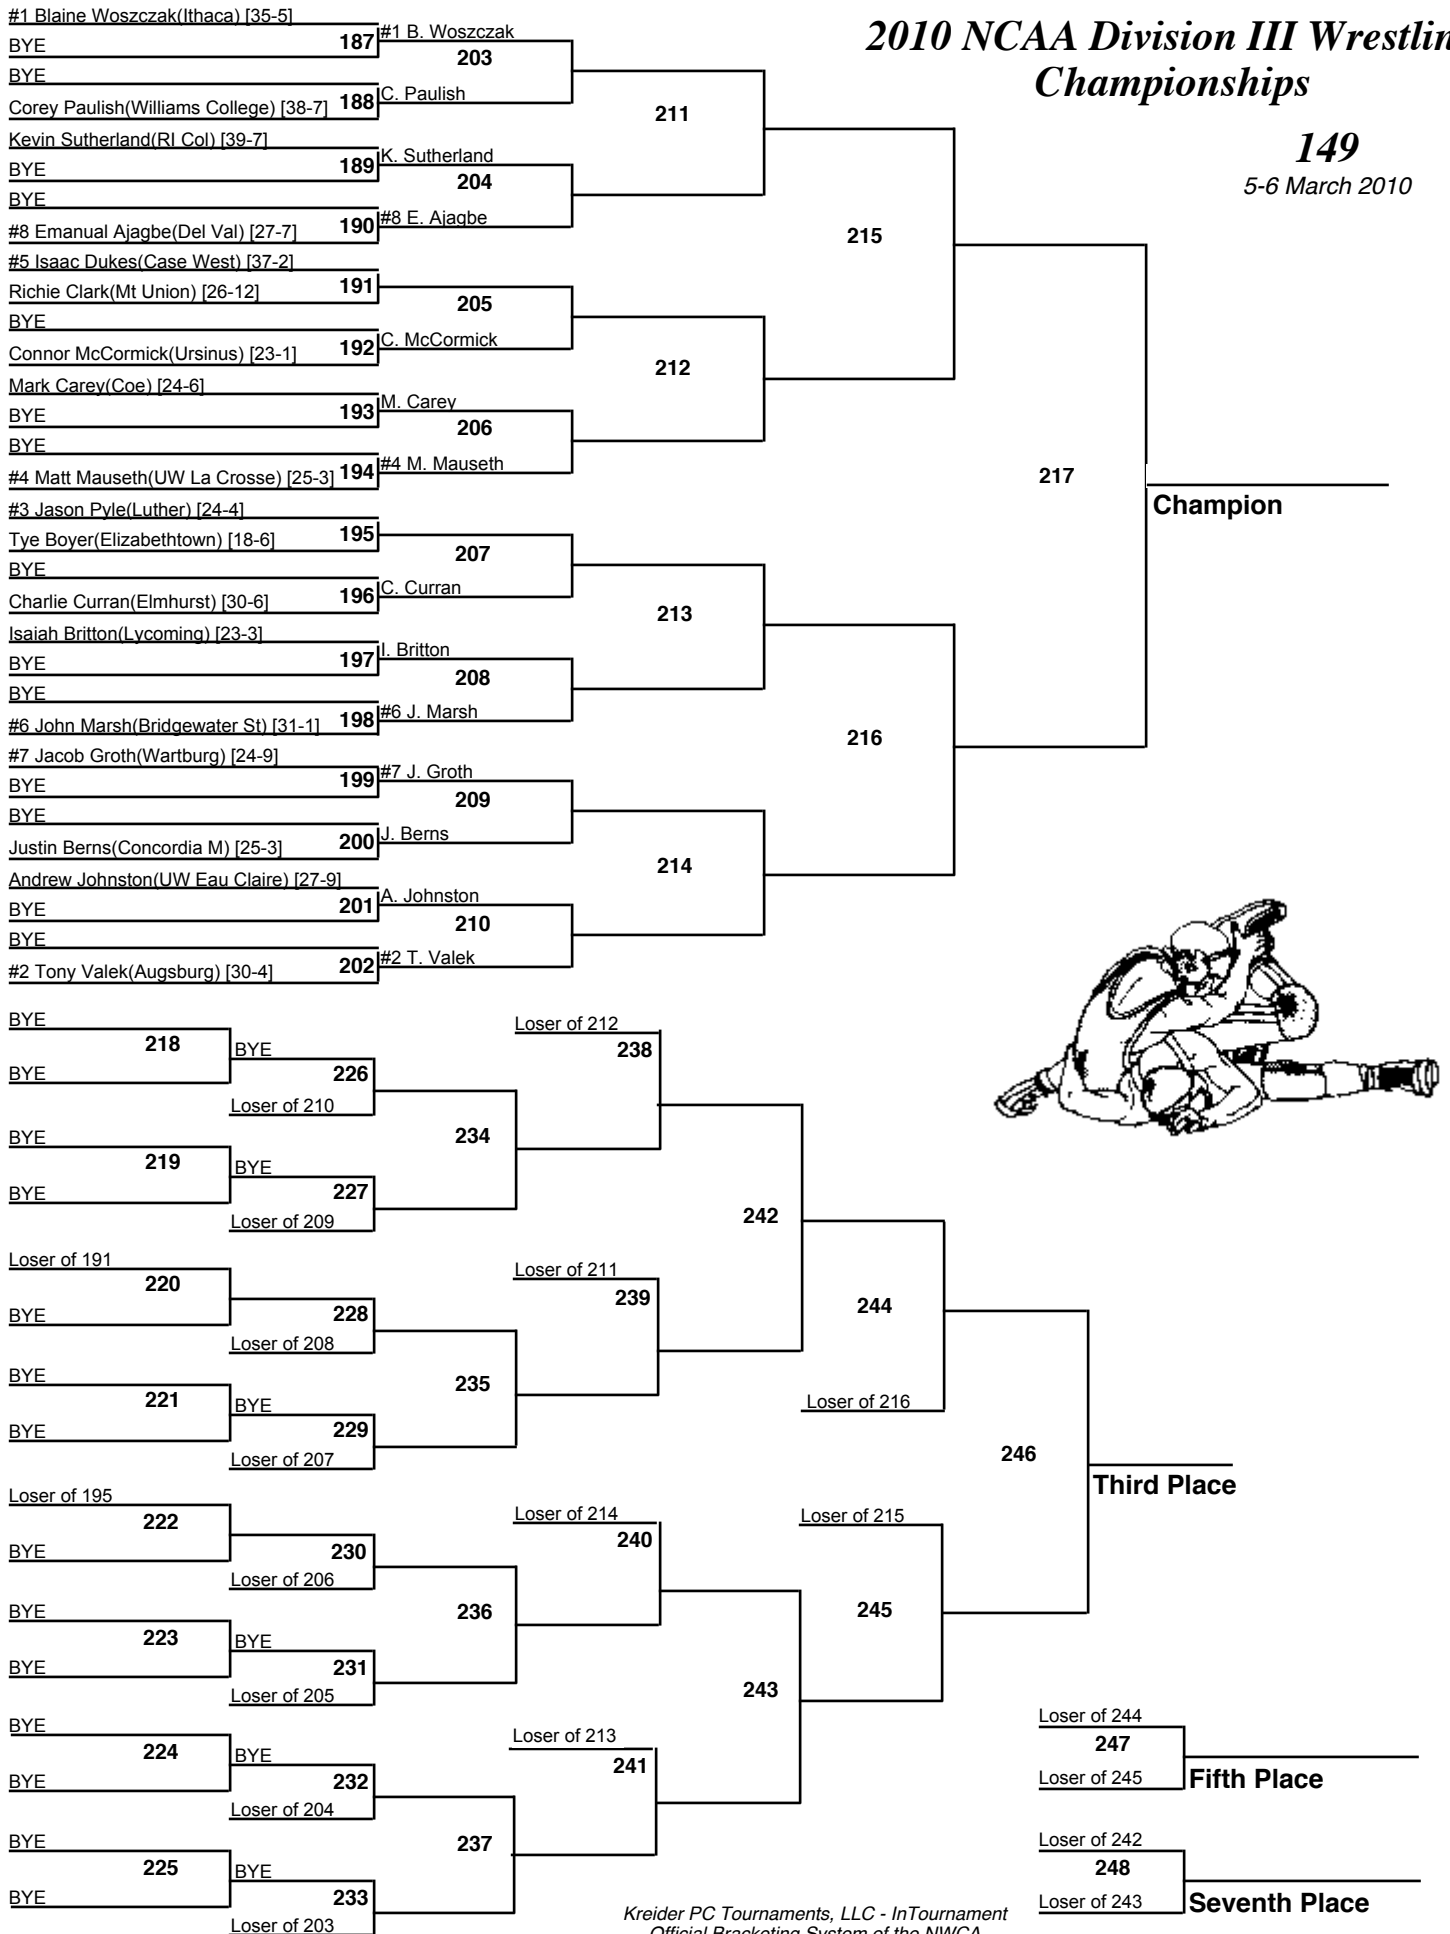 #1 Blaine Woszczak(Ithaca) [35-5]
BYE
187
#1 B. Woszczak
203
BYE
Corey Paulish(Williams College) [38-7]
188
C. Paulish
211
Kevin Sutherland(RI Col) [39-7]
BYE
189
K. Sutherland
204
BYE
#8 Emanual Ajagbe(Del Val) [27-7]
190
#8 E. Ajagbe
215
#5 Isaac Dukes(Case West) [37-2]
Richie Clark(Mt Union) [26-12]
191
205
BYE
Connor McCormick(Ursinus) [23-1]
192
C. McCormick
212
Mark Carey(Coe) [24-6]
BYE
193
M. Carey
206
BYE
#4 Matt Mauseth(UW La Crosse) [25-3]
194
#4 M. Mauseth
217
Champion
#3 Jason Pyle(Luther) [24-4]
Tye Boyer(Elizabethtown) [18-6]
195
207
BYE
Charlie Curran(Elmhurst) [30-6]
196
C. Curran
213
Isaiah Britton(Lycoming) [23-3]
BYE
197
I. Britton
208
BYE
#6 John Marsh(Bridgewater St) [31-1]
198
#6 J. Marsh
216
#7 Jacob Groth(Wartburg) [24-9]
BYE
199
#7 J. Groth
209
BYE
Justin Berns(Concordia M) [25-3]
200
J. Berns
214
Andrew Johnston(UW Eau Claire) [27-9]
BYE
201
A. Johnston
210
BYE
#2 Tony Valek(Augsburg) [30-4]
202
#2 T. Valek
2010 NCAA Division III Wrestlin
Championships
149
5-6 March 2010
BYE
218
BYE
BYE
226
Loser of 210
234
Loser of 212
238
BYE
219
BYE
BYE
227
Loser of 209
242
Loser of 191
220
BYE
228
Loser of 208
235
Loser of 211
239
244
Loser of 216
BYE
221
BYE
BYE
229
Loser of 207
246
Third Place
Loser of 195
222
BYE
230
Loser of 206
236
Loser of 214
240
Loser of 215
245
BYE
223
BYE
BYE
231
Loser of 205
243
BYE
224
BYE
BYE
232
Loser of 204
237
Loser of 213
241
BYE
225
BYE
BYE
233
Loser of 203
Loser of 244
247
Loser of 245
Fifth Place
Loser of 242
248
Loser of 243
Seventh Place
Kreider PC Tournaments, LLC - InTournament
Official Bracketing System of the NWCA